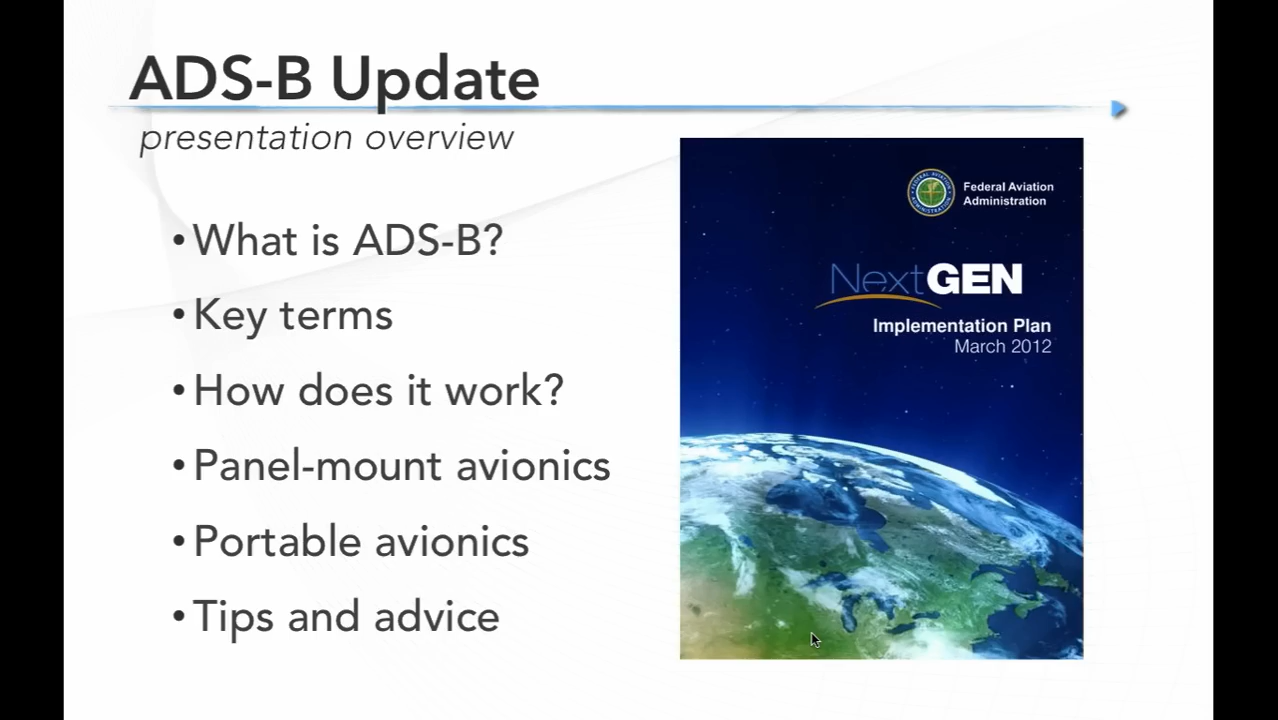 ADS-B Update
presentation overview
• What is ADS-B?
• Key terms
• How does it work?
• Panel-mount avionics
• Portable avionics
• Tips and advice
Federal Aviation
Administration
NextGEN
Implementation Plan
March 2012